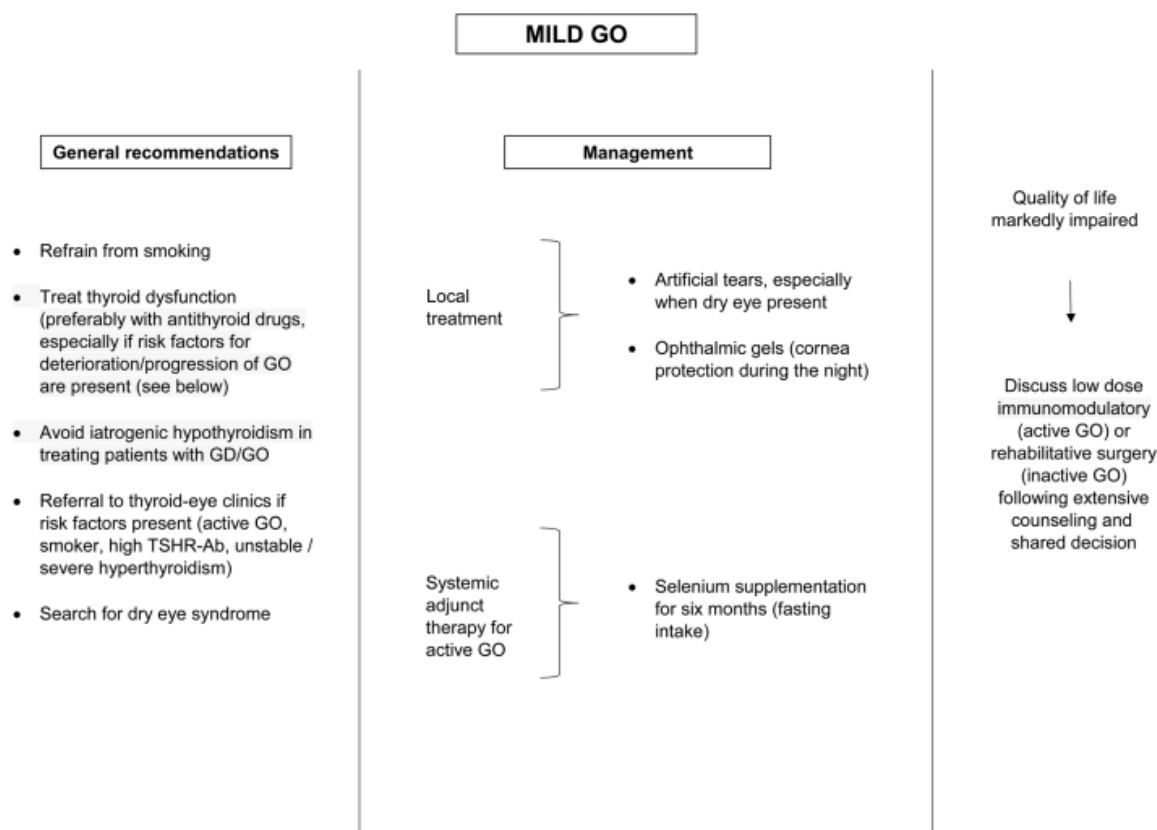 MILD GO
General recommendations
• Refrain from smoking
• Treat thyroid dysfunction
(preferably with antithyroid drugs,
especially if risk factors for
deterioration/progression of GO
are present (see below)
• Avoid iatrogenic hypothyroidism in
treating patients with GD/GO
• Referral to thyroid-eye clinics if
risk factors present (active GO,
smoker, high TSHR-Ab, unstable /
severe hyperthyroidism)
• Search for dry eye syndrome
Management
Local
treatment
• Artificial tears, especially
when dry eye present
• Ophthalmic gels (cornea
protection during the night)
Systemic
adjunct
therapy for
active GO
• Selenium supplementation
for six months (fasting
intake)
Quality of life
markedly impaired
Discuss low dose
immunomodulatory
(active GO) or
rehabilitative surgery
(inactive GO)
following extensive
counseling and
shared decision